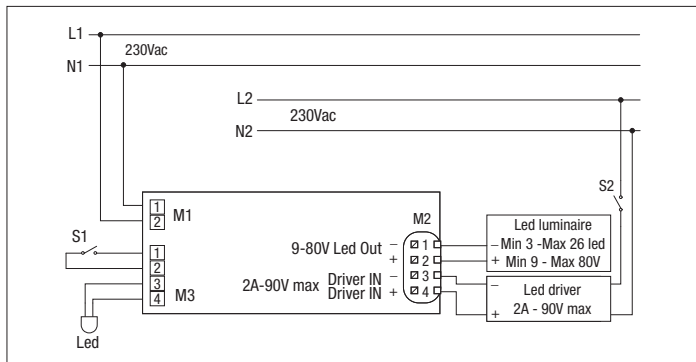 L1
230Vac
N1
L2
230Vac
N2
S2
1
2
M1
M2
S1
1
2
3
4
M3
Led
9-80V Led Out
–
+
2A-90V max
Driver IN –
Driver IN +
1
2
3
4
Led luminaire
– Min 3 -Max 26 led
+ Min 9 - Max 80V
–
Led driver
+
2A - 90V max